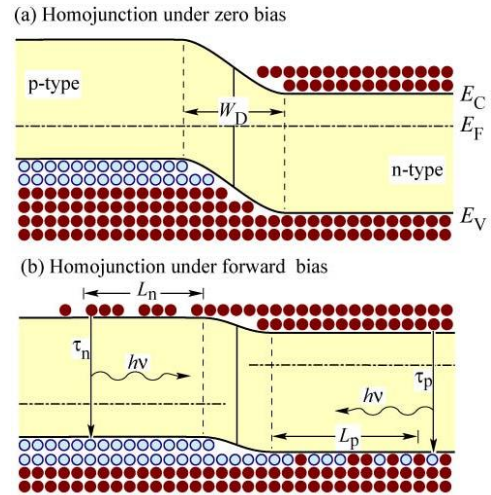 (a) Homojunction under zero bias
p-type
W_D
E_C
E_F
n-type
E_V
(b) Homojunction under forward bias
L_n
τ_n
hν
τ_p
hν
L_p